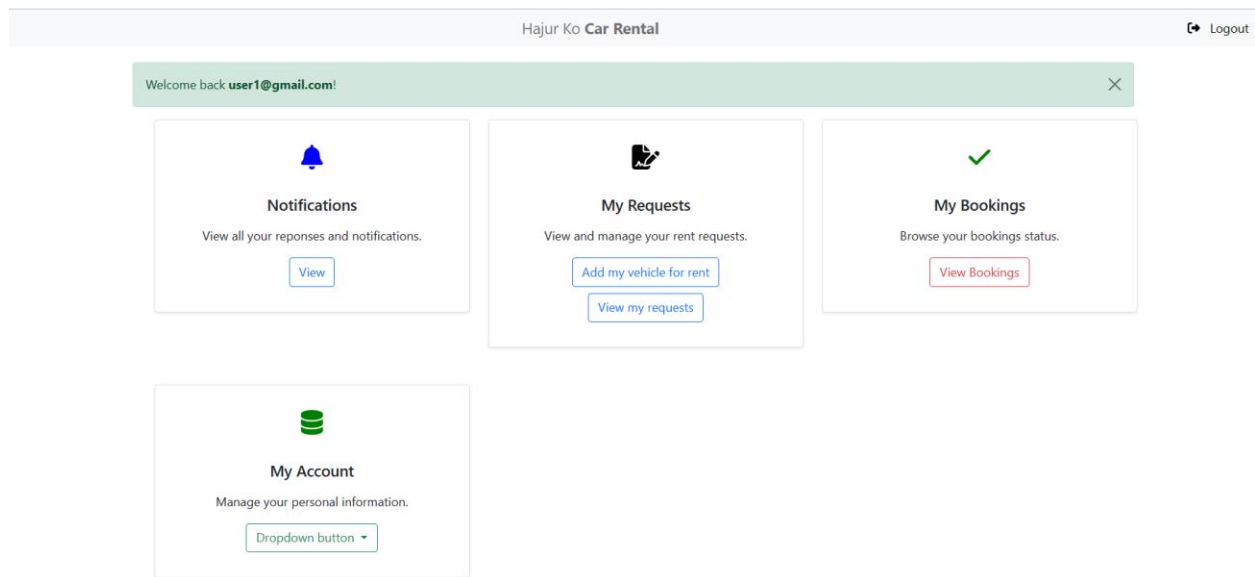 Hajur Ko Car Rental
Logout
Welcome back user1@gmail.com!
Notifications
View all your reponses and notifications.
View
My Requests
View and manage your rent requests.
Add my vehicle for rent
View my requests
My Bookings
Browse your bookings status.
View Bookings
My Account
Manage your personal information.
Dropdown button